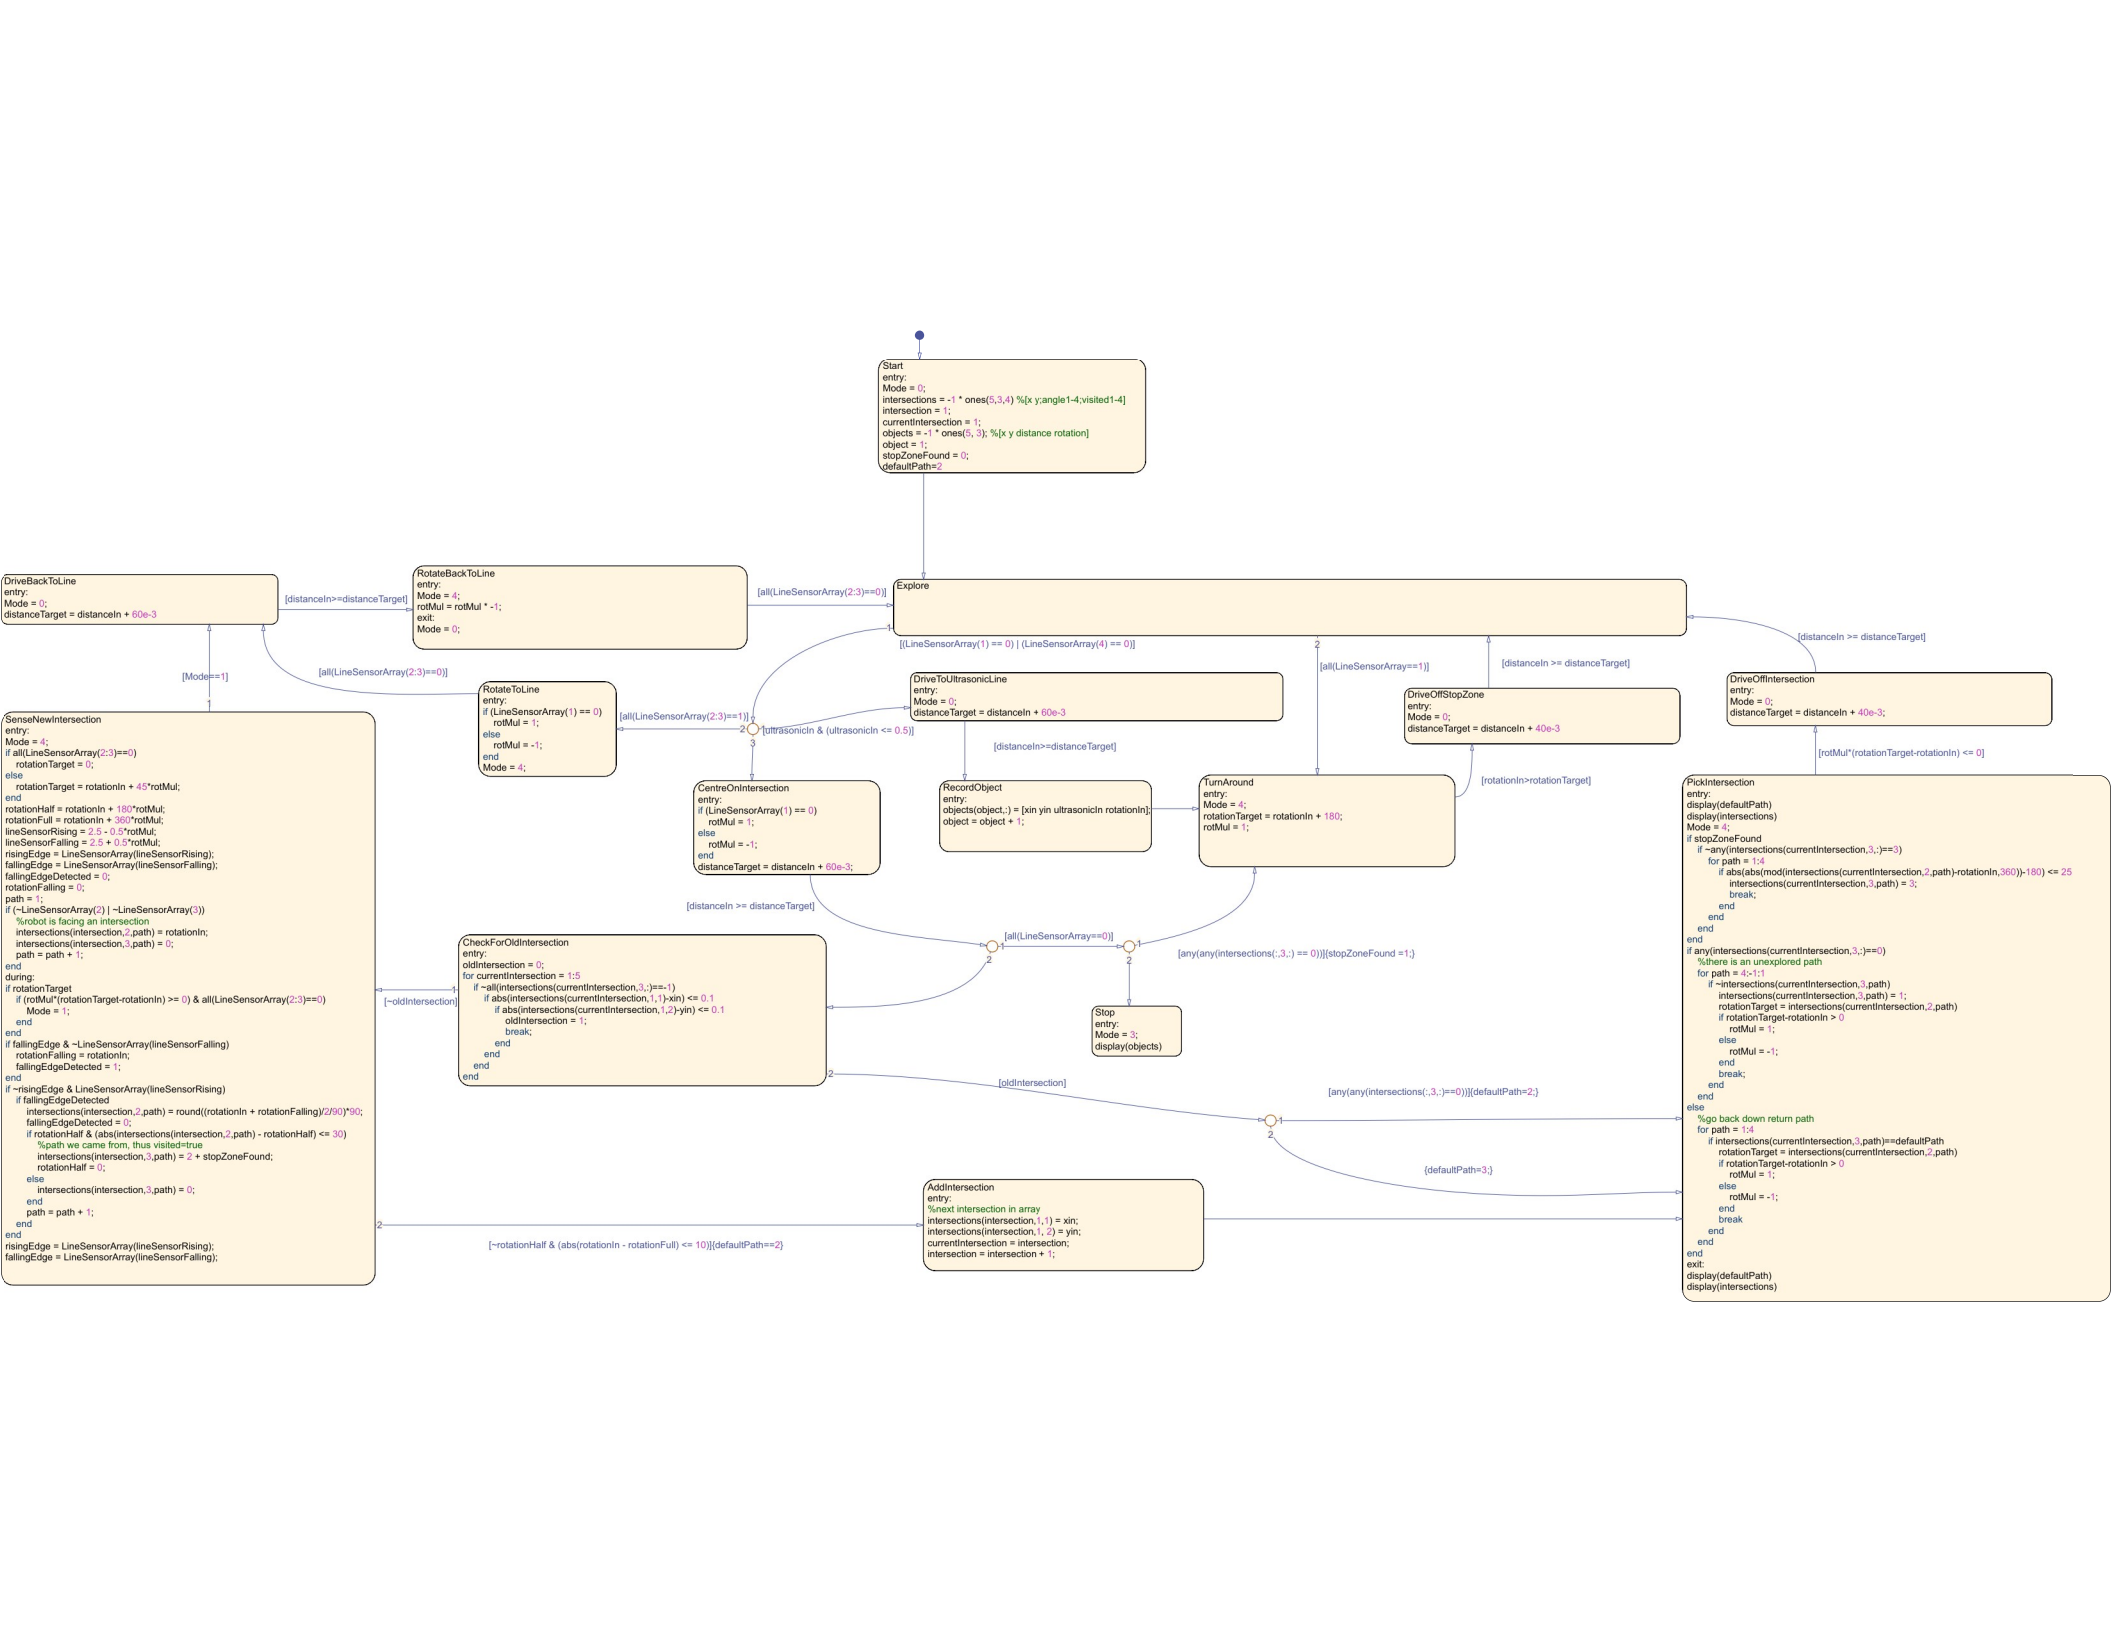 Start
entry:
Mode = 0;
intersections = -1 * ones(5,3,4) %[x y;angle1-4;visited1-4]
intersection = 1;
currentIntersection = 1;
objects = -1 * ones(5, 3); %[x y distance rotation]
object = 1;
stopZoneFound = 0;
defaultPath=2
DriveBackToLine
entry:
Mode = 0;
distanceTarget = distanceIn + 60e-3
[distanceIn>=distanceTarget]
RotateBackToLine
entry:
Mode = 4;
rotMul = rotMul * -1;
exit:
Mode = 0;
[all(LineSensorArray(2:3)==0)]
Explore
1
[(LineSensorArray(1) == 0) | (LineSensorArray(4) == 0)]
2
[all(LineSensorArray==1)]
[distanceIn >= distanceTarget]
[distanceIn >= distanceTarget]
[Mode==1]
1
[all(LineSensorArray(2:3)==0)]
RotateToLine
entry:
if (LineSensorArray(1) == 0)
rotMul = 1;
else
rotMul = -1;
end
Mode = 4;
[all(LineSensorArray(2:3)==1)]
2
1
[ultrasonicIn & (ultrasonicIn <= 0.5)]
3
DriveToUltrasonicLine
entry:
Mode = 0;
distanceTarget = distanceIn + 60e-3
[distanceIn>=distanceTarget]
DriveOffStopZone
entry:
Mode = 0;
distanceTarget = distanceIn + 40e-3
DriveOffIntersection
entry:
Mode = 0;
distanceTarget = distanceIn + 40e-3;
[rotMul*(rotationTarget-rotationIn) <= 0]
[rotationIn>rotationTarget]
CentreOnIntersection
entry:
if (LineSensorArray(1) == 0)
rotMul = 1;
else
rotMul = -1;
end
distanceTarget = distanceIn + 60e-3;
RecordObject
entry:
objects(object,:) = [xin yin ultrasonicIn rotationIn];
object = object + 1;
TurnAround
entry:
Mode = 4;
rotationTarget = rotationIn + 180;
rotMul = 1;
[distanceIn >= distanceTarget]
1
[all(LineSensorArray==0)]
2
1
[any(any(intersections(:,3,:) == 0))]{stopZoneFound =1;}
2
Stop
entry:
Mode = 3;
display(objects)
SenseNewIntersection
entry:
Mode = 4;
if all(LineSensorArray(2:3)==0)
rotationTarget = 0;
else
rotationTarget = rotationIn + 45*rotMul;
end
rotationHalf = rotationIn + 180*rotMul;
rotationFull = rotationIn + 360*rotMul;
lineSensorRising = 2.5 - 0.5*rotMul;
lineSensorFalling = 2.5 + 0.5*rotMul;
risingEdge = LineSensorArray(lineSensorRising);
fallingEdge = LineSensorArray(lineSensorFalling);
fallingEdgeDetected = 0;
rotationFalling = 0;
path = 1;
if (~LineSensorArray(2) | ~LineSensorArray(3))
%robot is facing an intersection
intersections(intersection,2,path) = rotationIn;
intersections(intersection,3,path) = 0;
path = path + 1;
end
during:
if rotationTarget
if (rotMul*(rotationTarget-rotationIn) >= 0) & all(LineSensorArray(2:3)==0)
Mode = 1;
end
end
if fallingEdge & ~LineSensorArray(lineSensorFalling)
rotationFalling = rotationIn;
fallingEdgeDetected = 1;
end
if ~risingEdge & LineSensorArray(lineSensorRising)
if fallingEdgeDetected
intersections(intersection,2,path) = round((rotationIn + rotationFalling)/2/90)*90;
fallingEdgeDetected = 0;
if rotationHalf & (abs(intersections(intersection,2,path) - rotationHalf) <= 30)
%path we came from, thus visited=true
intersections(intersection,3,path) = 2 + stopZoneFound;
rotationHalf = 0;
else
intersections(intersection,3,path) = 0;
end
path = path + 1;
end
end
risingEdge = LineSensorArray(lineSensorRising);
fallingEdge = LineSensorArray(lineSensorFalling);
CheckForOldIntersection
entry:
oldIntersection = 0;
for currentIntersection = 1:5
if ~all(intersections(currentIntersection,3,:)==-1)
if abs(intersections(currentIntersection,1,1)-xin) <= 0.1
if abs(intersections(currentIntersection,1,2)-yin) <= 0.1
oldIntersection = 1;
break;
end
end
end
end
1
[~oldIntersection]
2
[oldIntersection]
1
[any(any(intersections(:,3,:)==0))]{defaultPath=2;}
2
{defaultPath=3;}
2
[~rotationHalf & (abs(rotationIn - rotationFull) <= 10)]{defaultPath==2}
AddIntersection
entry:
%next intersection in array
intersections(intersection,1,1) = xin;
intersections(intersection,1, 2) = yin;
currentIntersection = intersection;
intersection = intersection + 1;
PickIntersection
entry:
display(defaultPath)
display(intersections)
Mode = 4;
if stopZoneFound
if ~any(intersections(currentIntersection,3,:)==3)
for path = 1:4
if abs(abs(mod(intersections(currentIntersection,2,path)-rotationIn,360))-180) <= 25
intersections(currentIntersection,3,path) = 3;
break;
end
end
end
end
if any(intersections(currentIntersection,3,:)==0)
%there is an unexplored path
for path = 4:-1:1
if ~intersections(currentIntersection,3,path)
intersections(currentIntersection,3,path) = 1;
rotationTarget = intersections(currentIntersection,2,path)
if rotationTarget-rotationIn > 0
rotMul = 1;
else
rotMul = -1;
end
break;
end
end
else
%go back down return path
for path = 1:4
if intersections(currentIntersection,3,path)==defaultPath
rotationTarget = intersections(currentIntersection,2,path)
if rotationTarget-rotationIn > 0
rotMul = 1;
else
rotMul = -1;
end
break
end
end
end
exit:
display(defaultPath)
display(intersections)